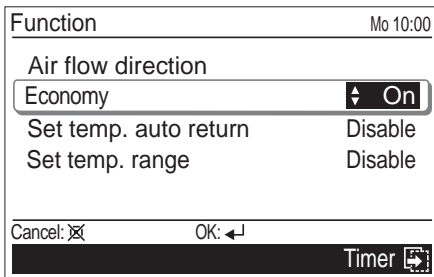 Function Mo 10:00
Air flow direction
Economy On
Set temp. auto return Disable
Set temp. range Disable
Cancel: OK:
Timer